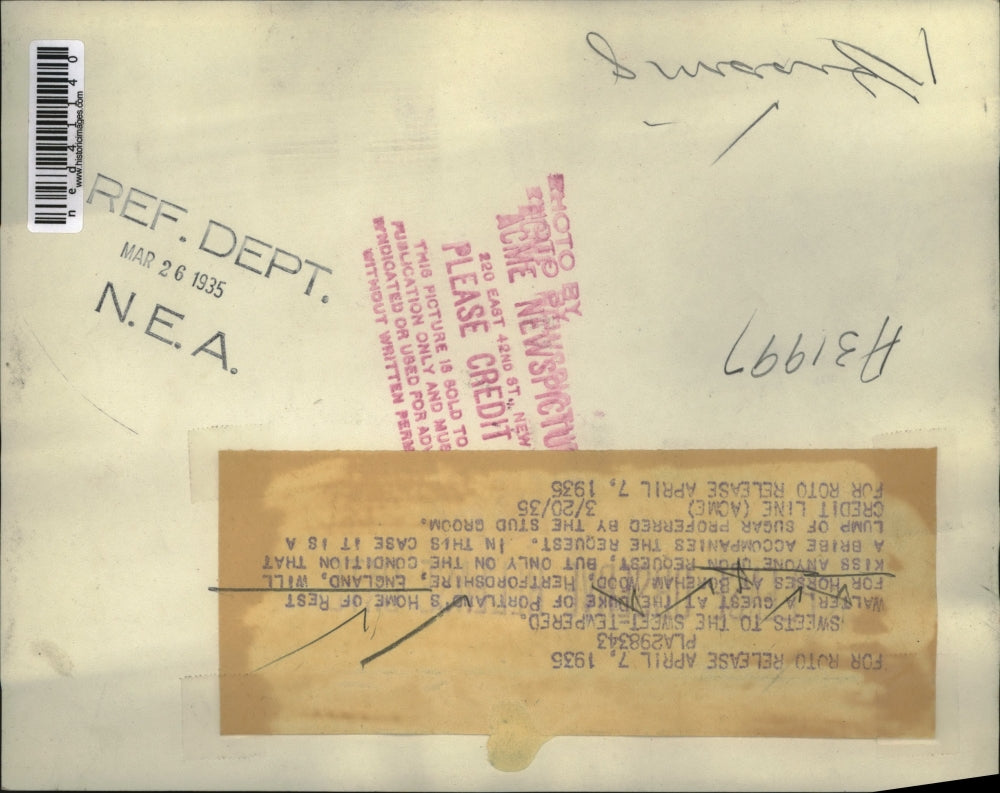 Kissing
A31997
ned41140
www.historicimages.com
REF. DEPT.
MAR 26 1935
N.E.A.
PHOTO BY
ACME NEWSPICTU
220 EAST 42ND ST., NEW
PLEASE CREDIT
THIS PICTURE IS SOLD TO
PUBLICATION ONLY AND MUS
SYNDICATED OR USED FOR ADV
WITHOUT WRITTEN PERM
FOR ROTO RELEASE APRIL 7, 1935
PLA298343
SWEETS TO THE SWEET-TEMPERED.
WALTER, A GUEST AT THE DUKE OF PORTLAND'S HOME OF REST
FOR HORSES AT BOREHAM WOOD, HERTFORDSHIRE, ENGLAND, WILL
KISS ANYONE UPON REQUEST, BUT ONLY ON THE CONDITION THAT
A BRIBE ACCOMPANIES THE REQUEST. IN THIS CASE IT IS A
LUMP OF SUGAR PROFERRED BY THE STUD GROOM.
CREDIT LINE (ACME) 3/20/35
FOR ROTO RELEASE APRIL 7, 1935